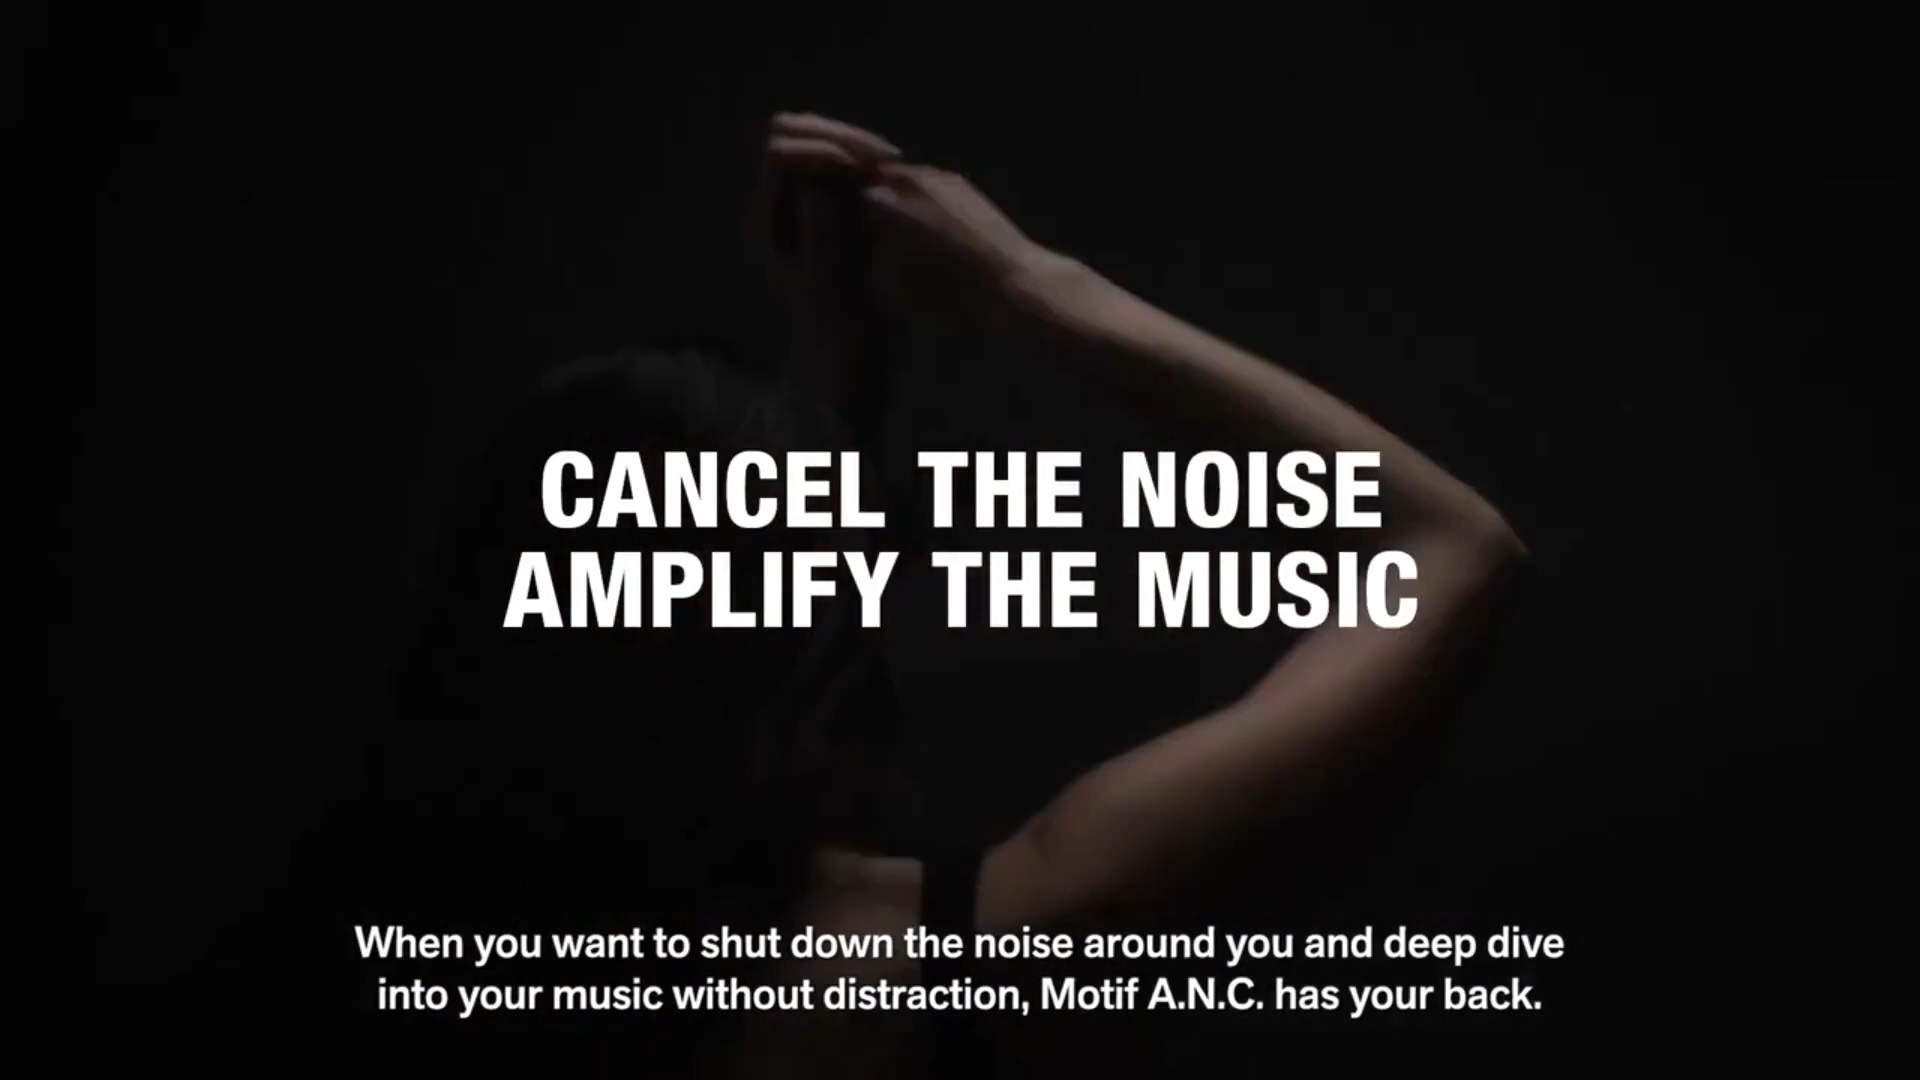 CANCEL THE NOISE
AMPLIFY THE MUSIC
When you want to shut down the noise around you and deep dive
into your music without distraction, Motif A.N.C. has your back.